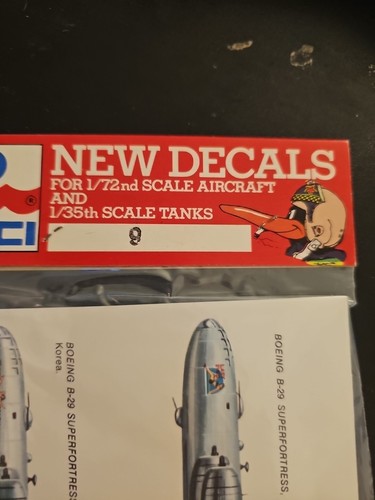 NEW DECALS
FOR 1/72nd SCALE AIRCRAFT
AND
1/35th SCALE TANKS
9
BOEING B-29 SUPERFORTRESS,
Korea.
BOEING B-29 SUPERFORTRESS,